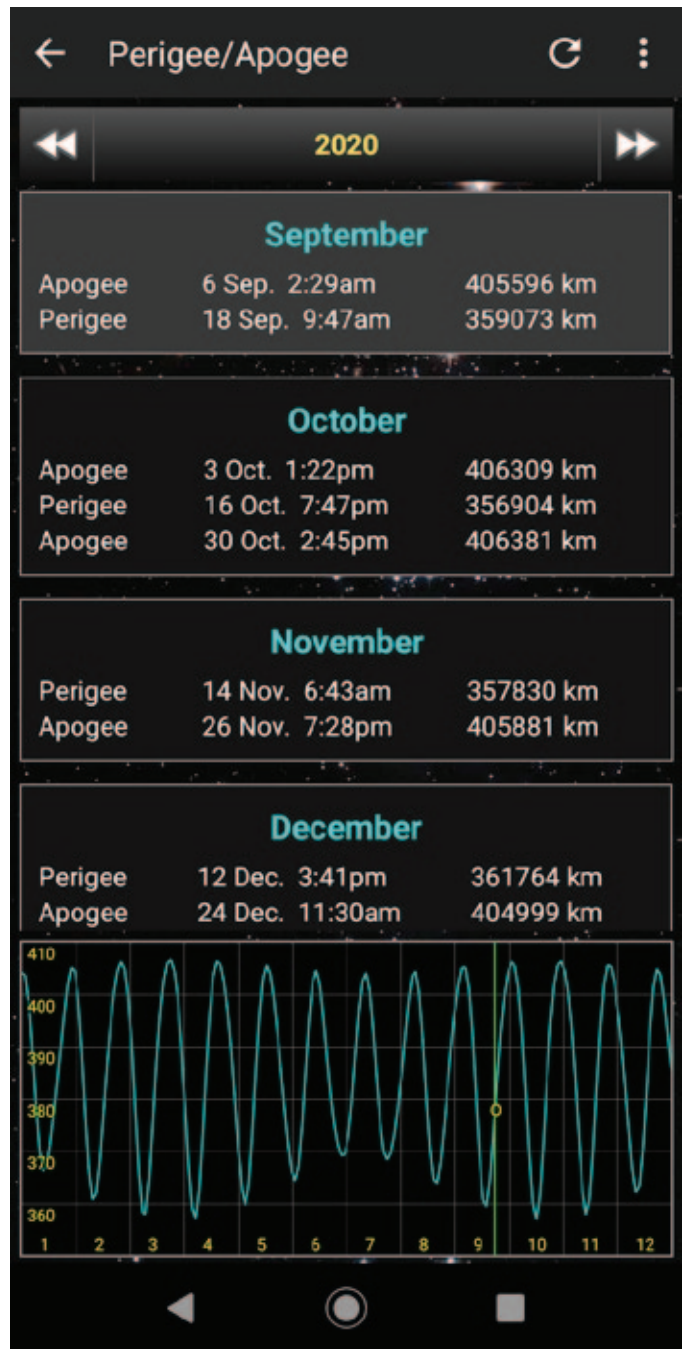 Perigee/Apogee
2020
September
Apogee 6 Sep. 2:29am 405596 km
Perigee 18 Sep. 9:47am 359073 km
October
Apogee 3 Oct. 1:22pm 406309 km
Perigee 16 Oct. 7:47pm 356904 km
Apogee 30 Oct. 2:45pm 406381 km
November
Perigee 14 Nov. 6:43am 357830 km
Apogee 26 Nov. 7:28pm 405881 km
December
Perigee 12 Dec. 3:41pm 361764 km
Apogee 24 Dec. 11:30am 404999 km
410
400
390
380
370
360
1 2 3 4 5 6 7 8 9 10 11 12